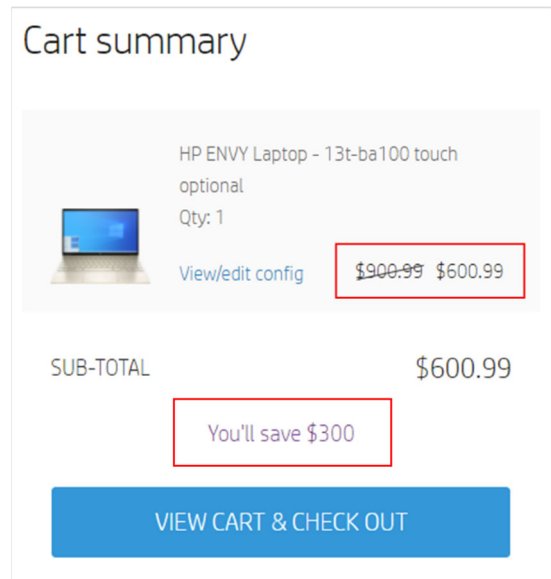 Cart summary
HP ENVY Laptop - 13t-ba100 touch
optional
Qty: 1
View/edit config $900.99 $600.99
SUB-TOTAL $600.99
You'll save $300
VIEW CART & CHECK OUT